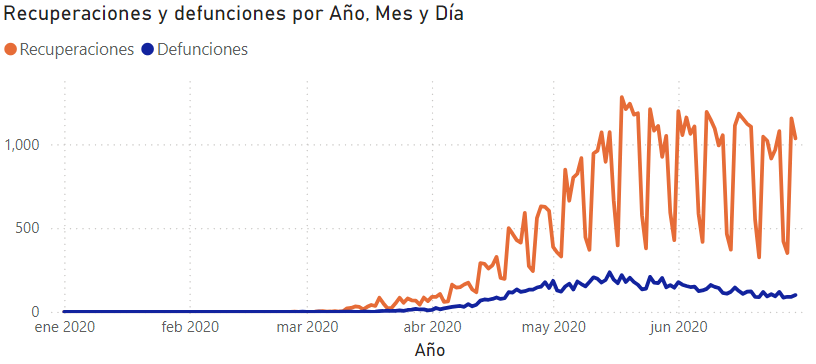 Recuperaciones y defunciones por Año, Mes y Día
Recuperaciones Defunciones
1,000
500
0
ene 2020 feb 2020 mar 2020 abr 2020 may 2020 jun 2020
Año